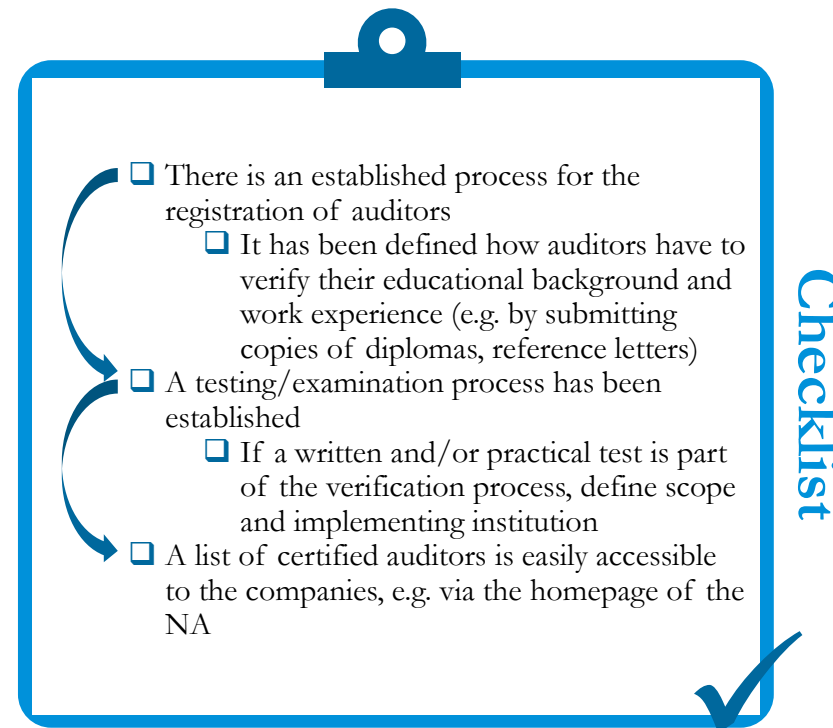 There is an established process for the
registration of auditors
It has been defined how auditors have to
verify their educational background and
work experience (e.g. by submitting
copies of diplomas, reference letters)
A testing/examination process has been
established
If a written and/or practical test is part
of the verification process, define scope
and implementing institution
A list of certified auditors is easily accessible
to the companies, e.g. via the homepage of the
NA
Checklist